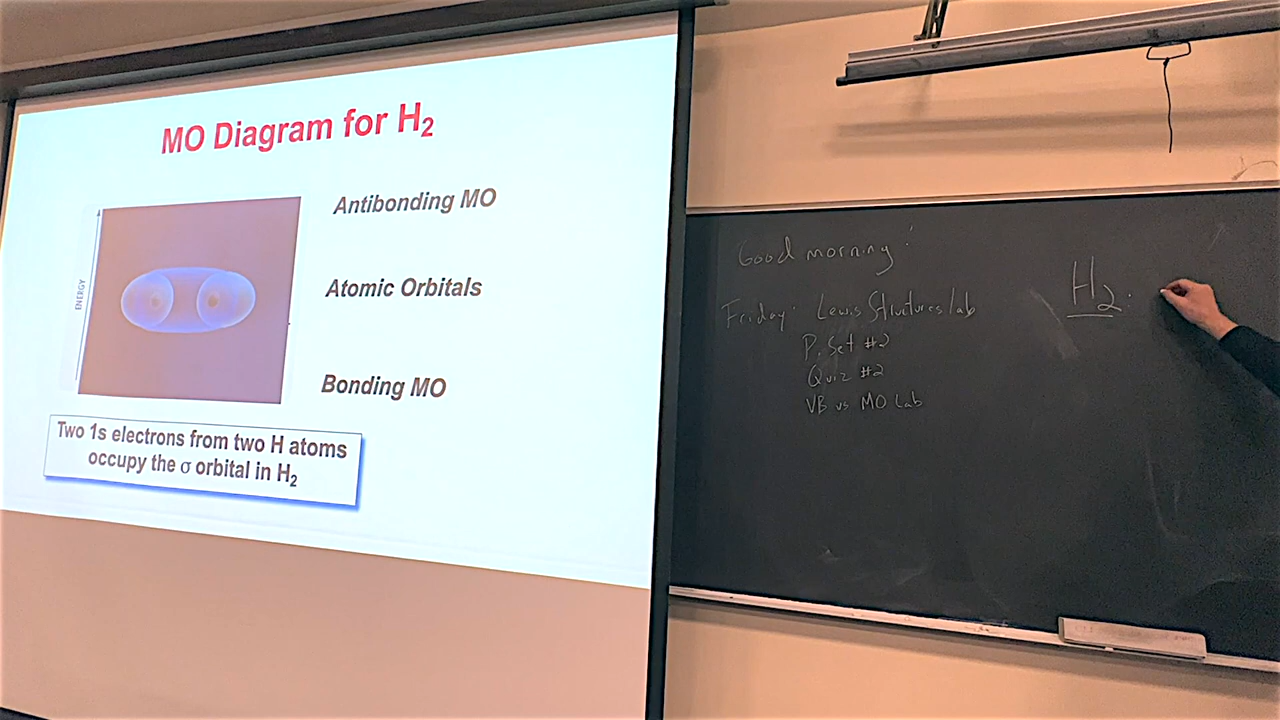 MO Diagram for H₂
Antibonding MO
ENERGY
Atomic Orbitals
Bonding MO
Two 1s electrons from two H atoms
occupy the σ orbital in H₂
Good morning!
Friday: Lewis Structures lab
P. Set #2
Quiz #2
VB vs MO Lab
H₂: